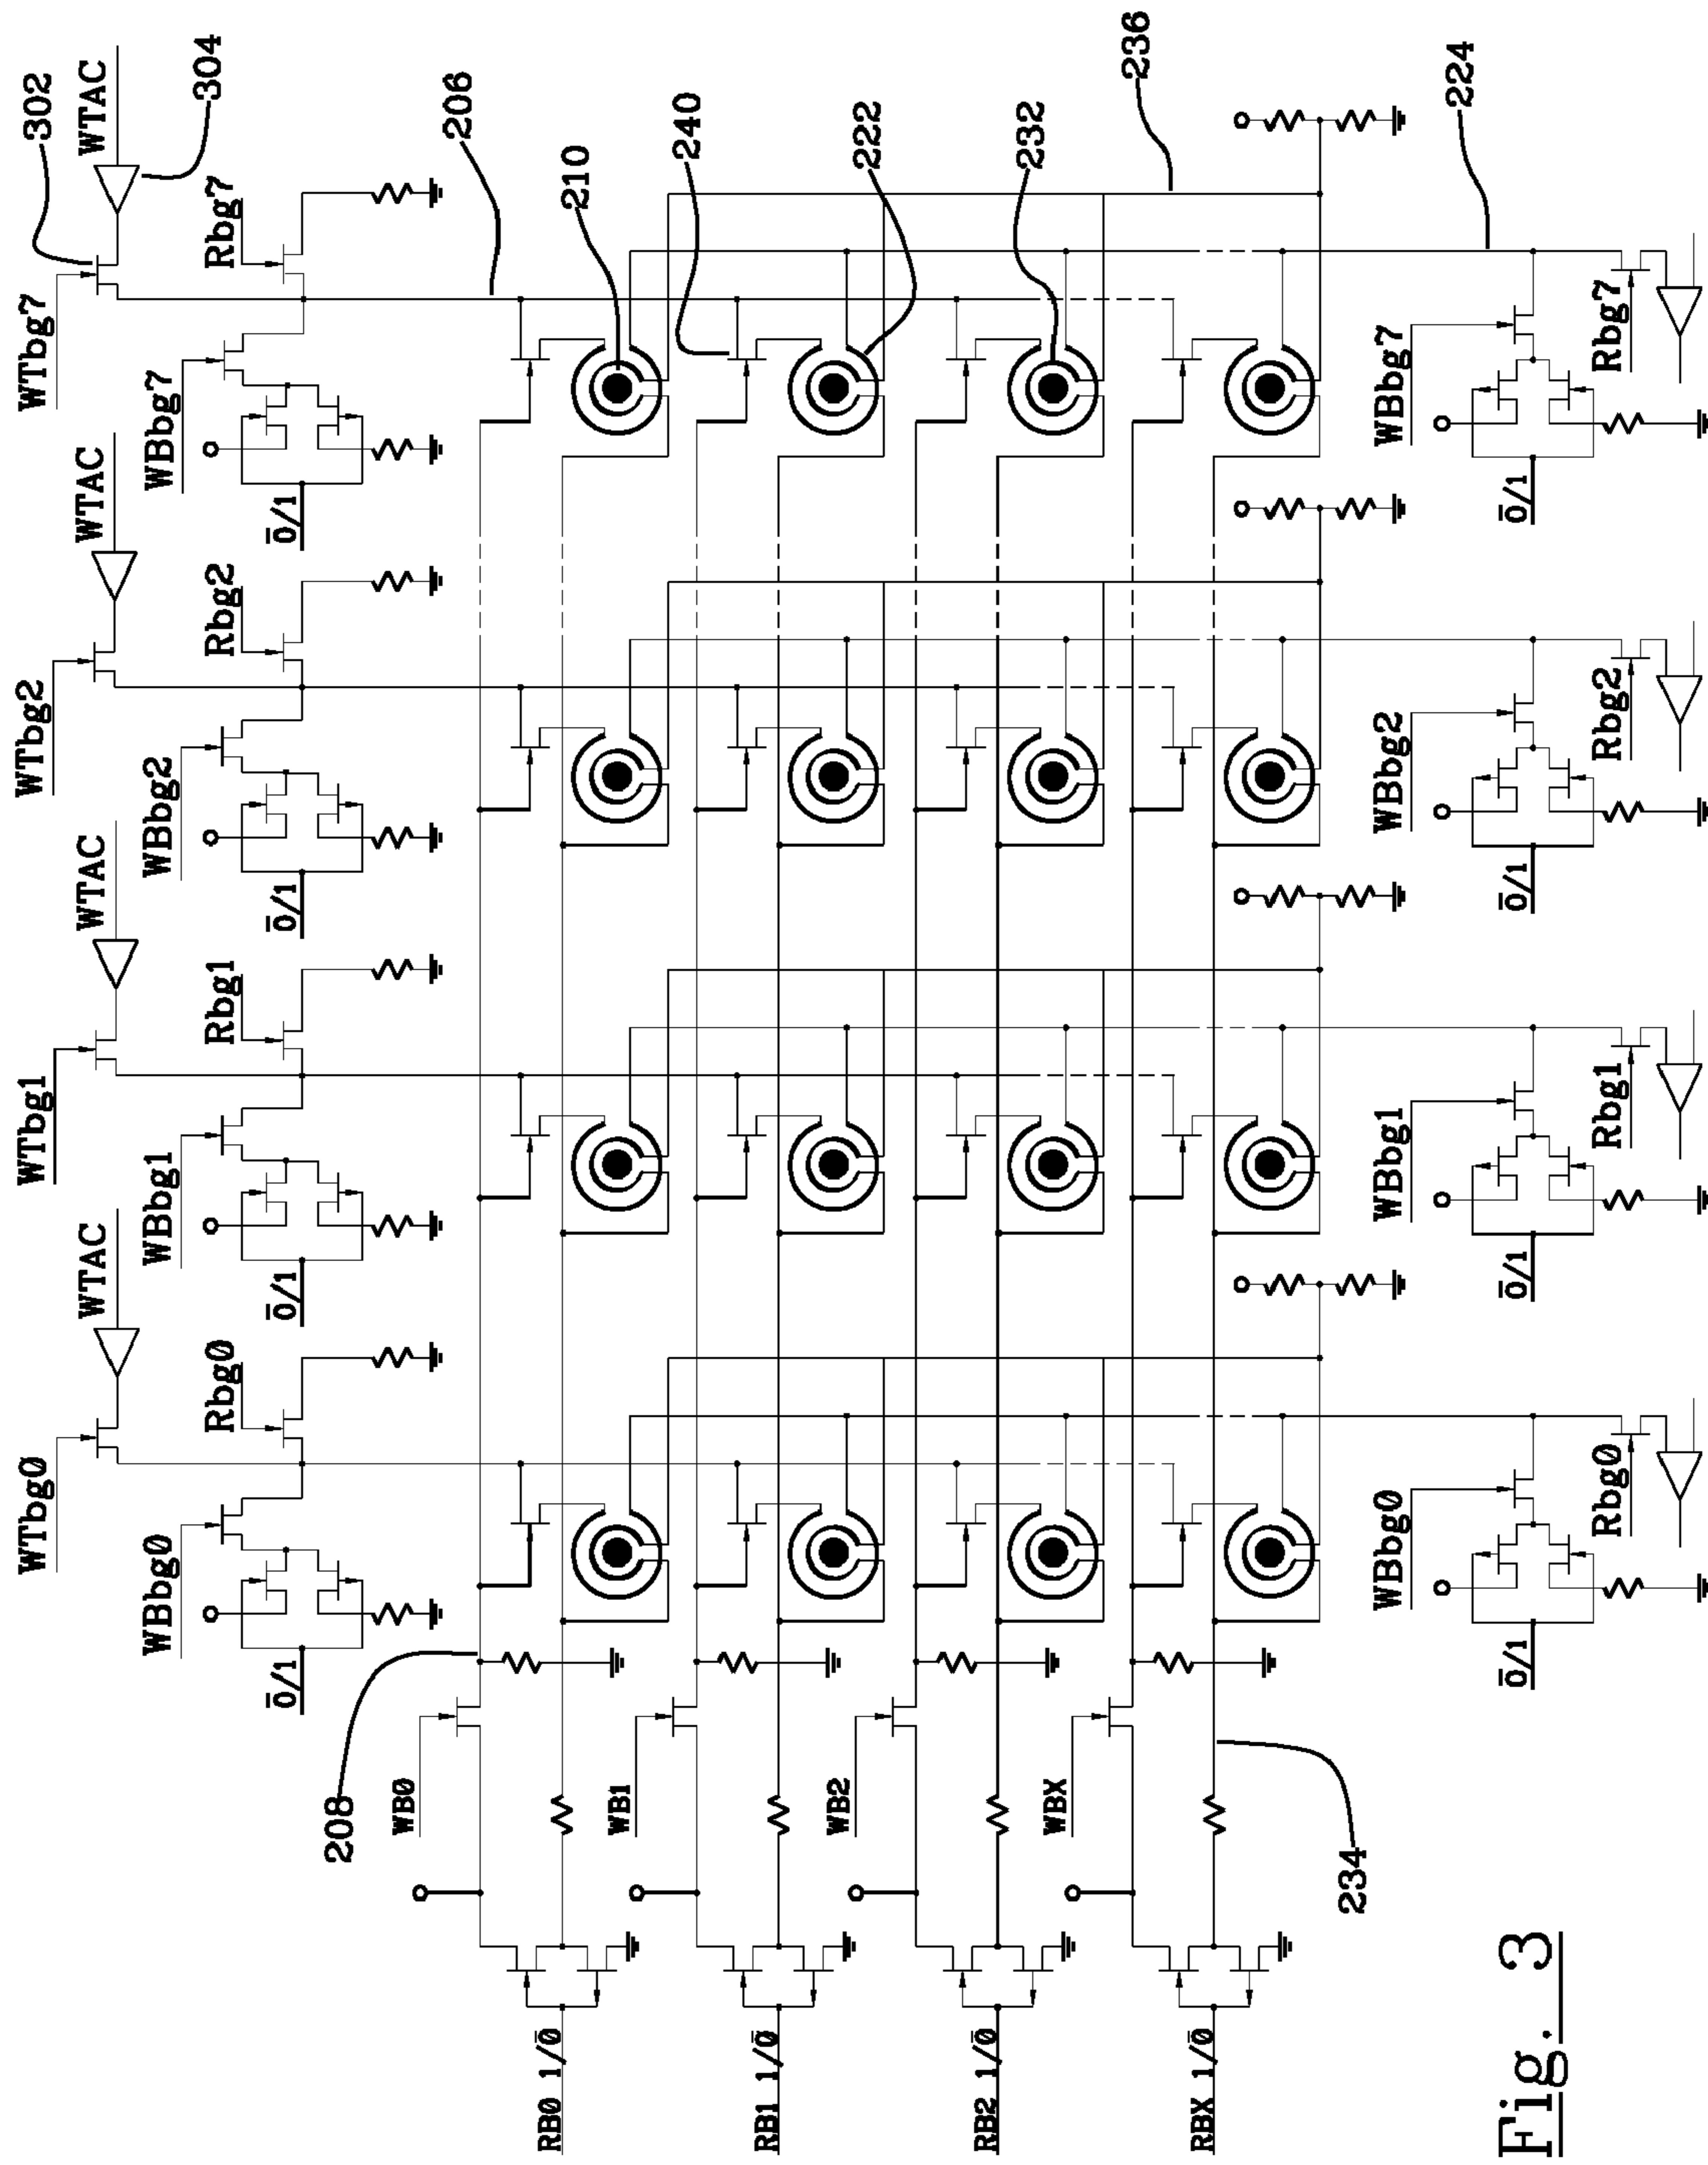 WTbg0
WTbg1
WTbg2
WTbg7
302
WTAC
WTAC
WTAC
WTAC
304
WBbg0
Rbg0
WBbg1
Rbg1
WBbg2
Rbg2
WBbg7
Rbg7
0̅/1
0̅/1
0̅/1
0̅/1
208
206
WB0
RB0 1/0̅
210
WB1
240
RB1 1/0̅
WB2
222
RB2 1/0̅
232
WBX
236
RBX 1/0̅
234
WBbg0
WBbg1
WBbg2
WBbg7
224
0̅/1
0̅/1
0̅/1
0̅/1
Rbg0
Rbg1
Rbg2
Rbg7
Fig. 3